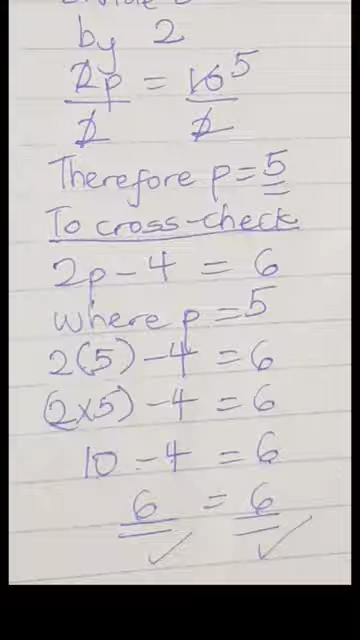 by 2
2p = 10 5
2 2
Therefore p = 5
To cross-check
2p - 4 = 6
where p = 5
2(5) - 4 = 6
(2x5) - 4 = 6
10 - 4 = 6
6 = 6